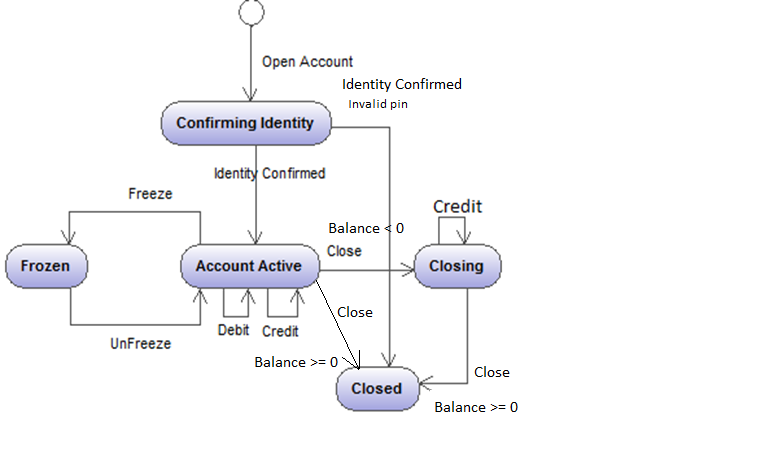 Open Account
Identity Confirmed
Invalid pin
Confirming Identity
Identity Confirmed
Freeze
Credit
Balance < 0
Close
Frozen
Account Active
Closing
Debit
Credit
Close
UnFreeze
Balance >= 0
Close
Closed
Balance >= 0